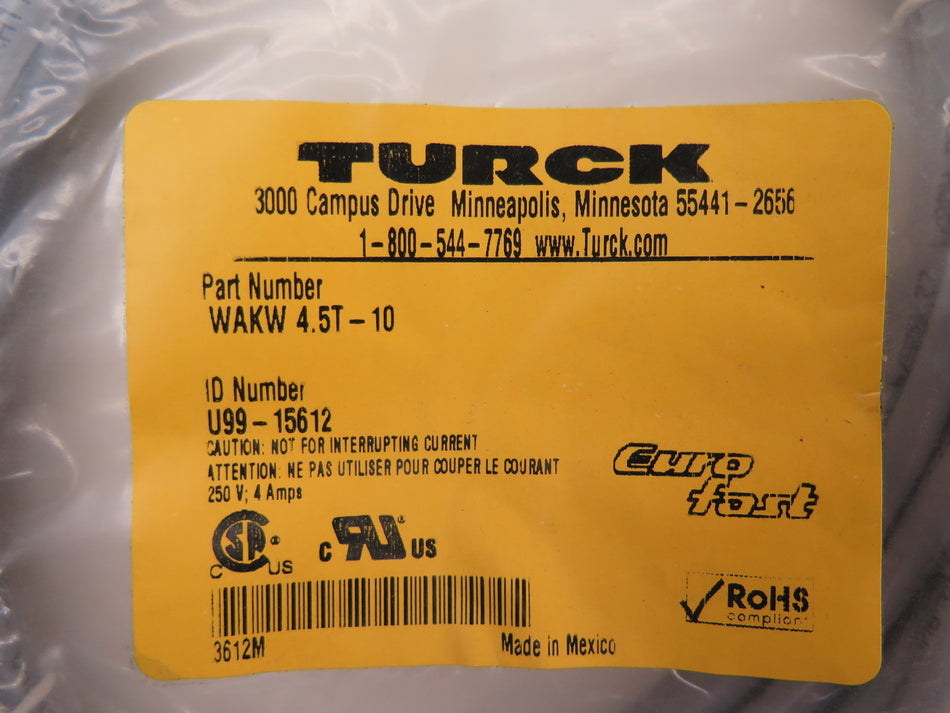 TURCK
3000 Campus Drive Minneapolis, Minnesota 55441-2656
1-800-544-7769 www.Turck.com
Part Number
WAKW 4.5T-10
ID Number
U99-15612
CAUTION: NOT FOR INTERRUPTING CURRENT
ATTENTION: NE PAS UTILISER POUR COUPER LE COURANT
250 V; 4 Amps
Euro
fast
C SA ® C US
C RU ® US
RoHS
compliant
3612M
Made in Mexico